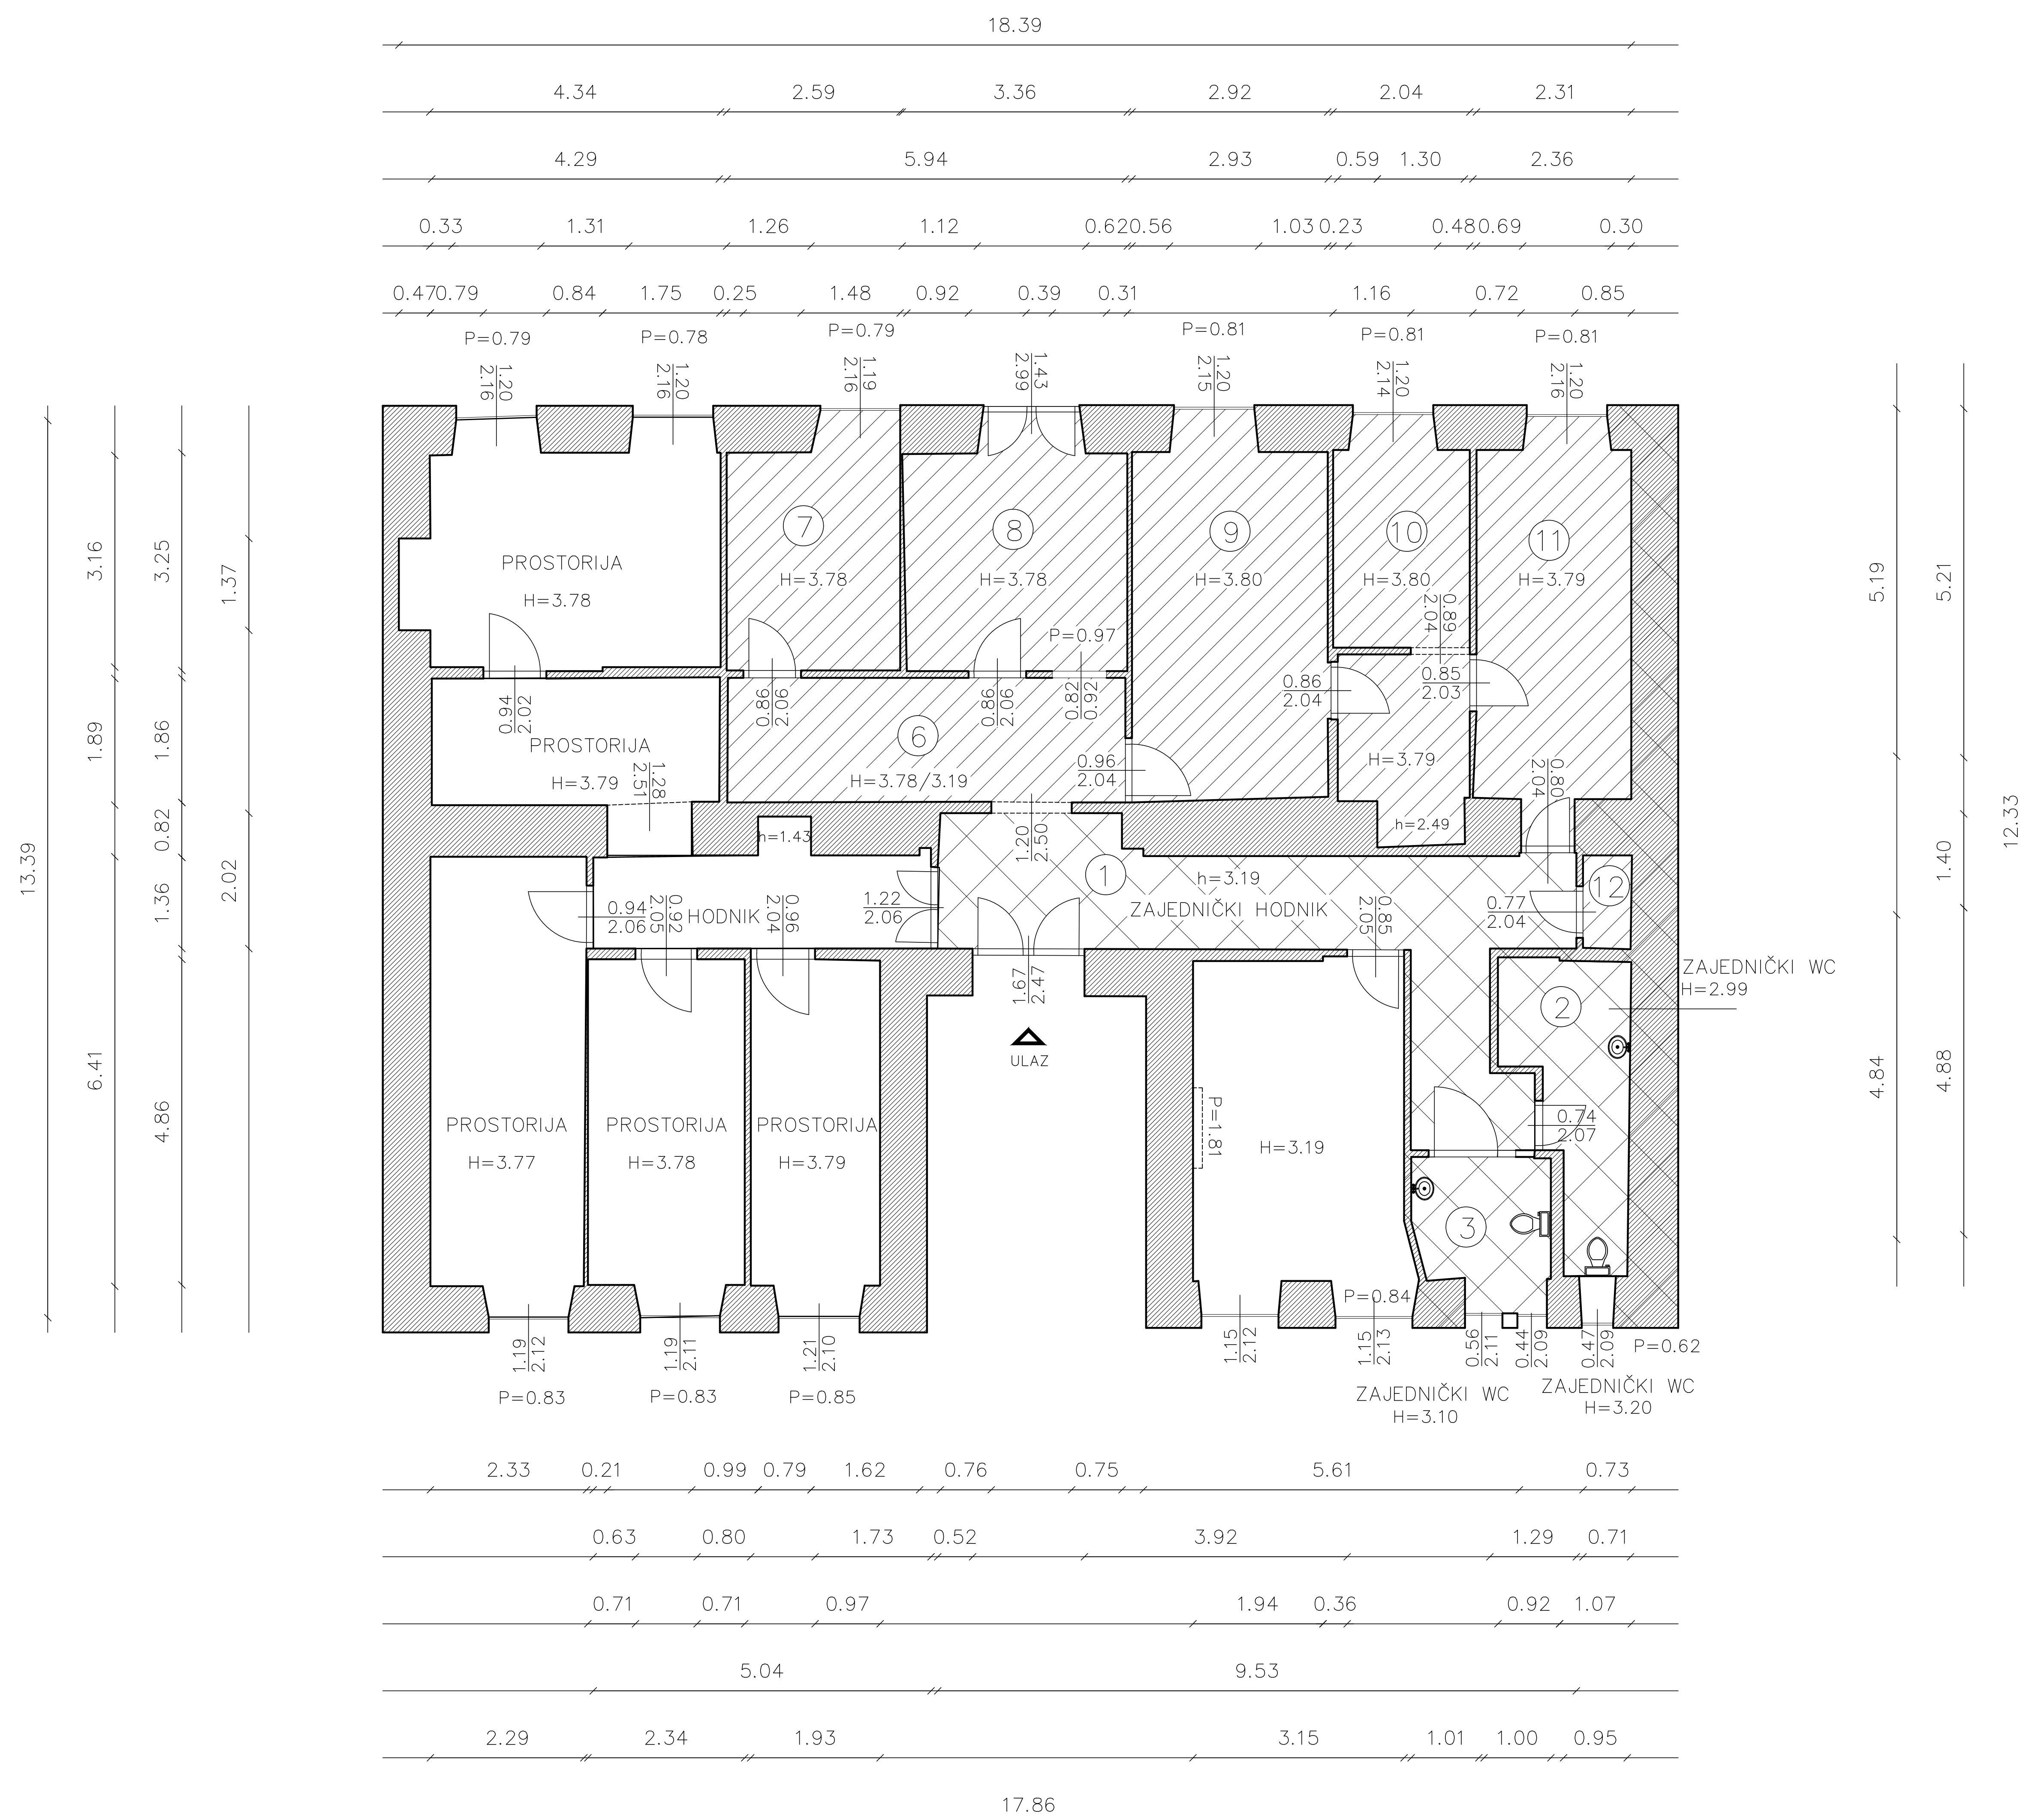 18.39
4.34 2.59 3.36 2.92 2.04 2.31
4.29 5.94 2.93 0.59 1.30 2.36
0.33 1.31 1.26 1.12 0.62 0.56 1.03 0.23 0.48 0.69 0.30
0.47 0.79 0.84 1.75 0.25 1.48 0.92 0.39 0.31 1.16 0.72 0.85
P=0.79 P=0.78 P=0.79 P=0.81 P=0.81 P=0.81
1.20 1.20 1.19 1.43 1.20 1.20 1.20
2.16 2.16 2.16 2.99 2.15 2.14 2.16
7 8 9 10 11
PROSTORIJA
H=3.78
H=3.78 H=3.78 H=3.80 H=3.80 H=3.79
P=0.97
0.89
2.04
0.94
2.02
0.86
2.06
0.86
2.06
0.82
0.62
0.86
2.04
0.85
2.03
6
PROSTORIJA
H=3.79
H=3.78/3.19
0.96
2.04
H=3.79
1.28
2.51
0.80
2.04
h=1.43
1.20
2.50
h=2.49
1
h=3.19
ZAJEDNIČKI HODNIK
12
0.94
2.06
0.92
2.05
HODNIK
0.96
2.04
1.22
2.06
0.85
2.05
0.77
2.04
1.67
2.47
ULAZ
ZAJEDNIČKI WC
H=2.99
2
PROSTORIJA
H=3.77
PROSTORIJA
H=3.78
PROSTORIJA
H=3.79
P=1.81
H=3.19
0.74
2.07
3
P=0.84
1.19
2.12
1.19
2.11
1.21
2.10
1.15
2.12
1.15
2.13
0.56
2.11
0.44
2.09
0.47
2.09
P=0.62
P=0.83 P=0.83 P=0.85
ZAJEDNIČKI WC
H=3.10
ZAJEDNIČKI WC
H=3.20
13.39
3.16
1.89
6.41
3.25
1.86
0.82
1.36
4.86
1.37
2.02
5.19
4.84
5.21
1.40
4.88
12.33
2.33 0.21 0.99 0.79 1.62 0.76 0.75 5.61 0.73
0.63 0.80 1.73 0.52 3.92 1.29 0.71
0.71 0.71 0.97 1.94 0.36 0.92 1.07
5.04 9.53
2.29 2.34 1.93 3.15 1.01 1.00 0.95
17.86